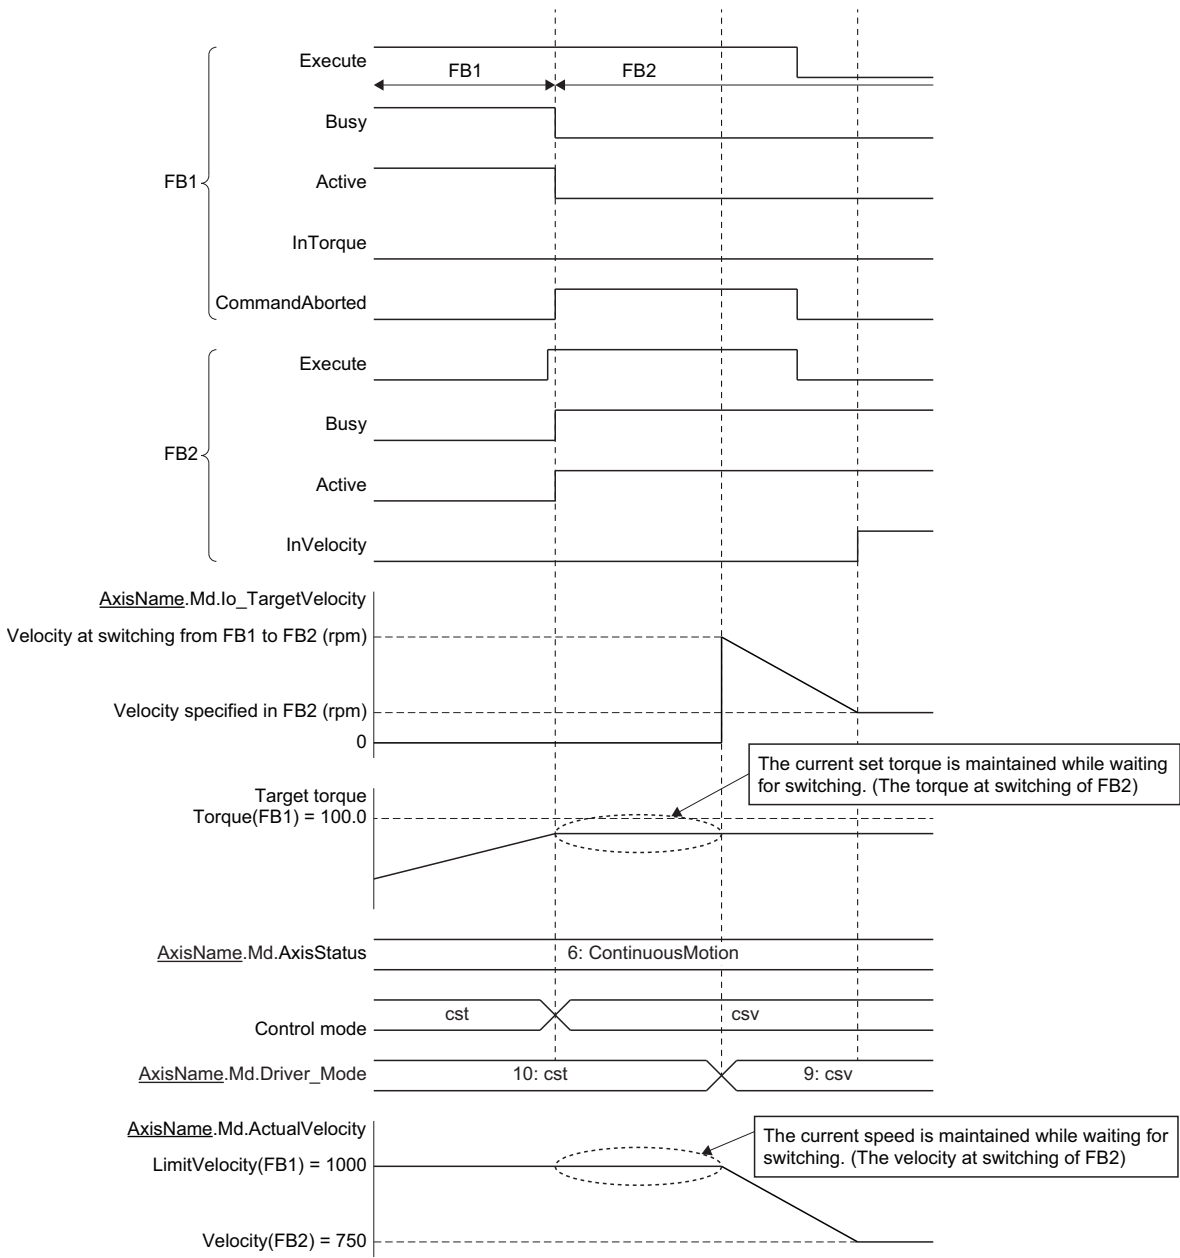 Execute
FB1 FB2
Busy
FB1
Active
InTorque
CommandAborted
Execute
Busy
FB2
Active
InVelocity
AxisName.Md.Io_TargetVelocity
Velocity at switching from FB1 to FB2 (rpm)
Velocity specified in FB2 (rpm)
0
The current set torque is maintained while waiting
for switching. (The torque at switching of FB2)
Target torque
Torque(FB1) = 100.0
AxisName.Md.AxisStatus
6: ContinuousMotion
cst csv
Control mode
AxisName.Md.Driver_Mode
10: cst 9: csv
AxisName.Md.ActualVelocity
The current speed is maintained while waiting for
switching. (The velocity at switching of FB2)
LimitVelocity(FB1) = 1000
Velocity(FB2) = 750